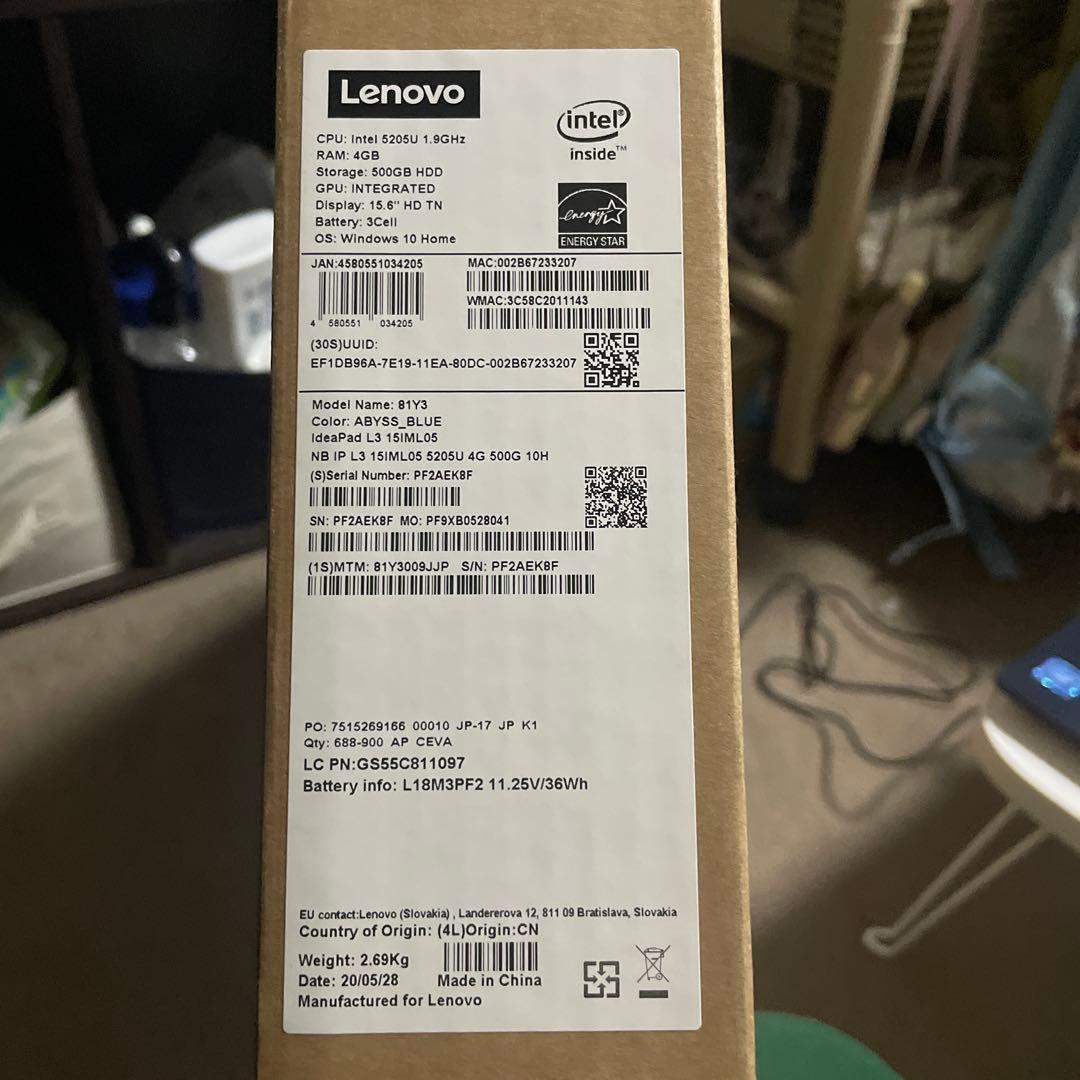 Lenovo
CPU: Intel 5205U 1.9GHz
RAM: 4GB
Storage: 500GB HDD
GPU: INTEGRATED
Display: 15.6" HD TN
Battery: 3Cell
OS: Windows 10 Home
intel®
inside™
energy
ENERGY STAR
JAN:4580551034205
4 580551 034205
MAC:002B67233207
WMAC:3C58C2011143
(30S)UUID:
EF1DB96A-7E19-11EA-80DC-002B67233207
Model Name: 81Y3
Color: ABYSS_BLUE
IdeaPad L3 15IML05
NB IP L3 15IML05 5205U 4G 500G 10H
(S)Serial Number: PF2AEK8F
SN: PF2AEK8F MO: PF9XB0528041
(1S)MTM: 81Y3009JJP S/N: PF2AEK8F
PO: 7515269166 00010 JP-17 JP K1
Qty: 688-900 AP CEVA
LC PN:GS55C811097
Battery info: L18M3PF2 11.25V/36Wh
EU contact:Lenovo (Slovakia) , Landererova 12, 811 09 Bratislava, Slovakia
Country of Origin: (4L)Origin:CN
Weight: 2.69Kg
Date: 20/05/28 Made in China
Manufactured for Lenovo